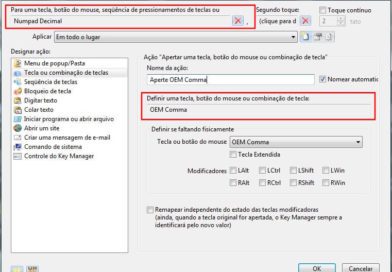 Para uma tecla, botão do mouse, seqüência de pressionamentos de teclas ou
Segundo toque:
Toque contínuo
Numpad Decimal
(clique para d
2
fato
Aplicar
Em todo o lugar
Designar ação:
Menu de popup/Pasta
Tecla ou combinação de teclas
Seqüência de teclas
Bloqueio de tecla
Digitar texto
Colar texto
Iniciar programa ou abrir arquivo
Abrir um site
Criar uma mensagem de e-mail
Comando de sistema
Controle do Key Manager
Ação "Apertar uma tecla, botão do mouse ou combinação de tecla:
Nome da ação:
Aperte OEM Comma
Nomear automatic
Definir uma tecla, botão do mouse ou combinação de tecla:
OEM Comma
Definir se faltando fisicamente
Tecla ou botão do mouse
OEM Comma
Tecla Extendida
Modificadores
LAlt
LCtrl
LShift
LWin
RAlt
RCtrl
RShift
RWin
Remapear independente do estado das teclas modificadoras
(ainda, quando a tecla original for apertada, o Key Manager sempre a
identificará pelo novo valor)
OK
Cancelar